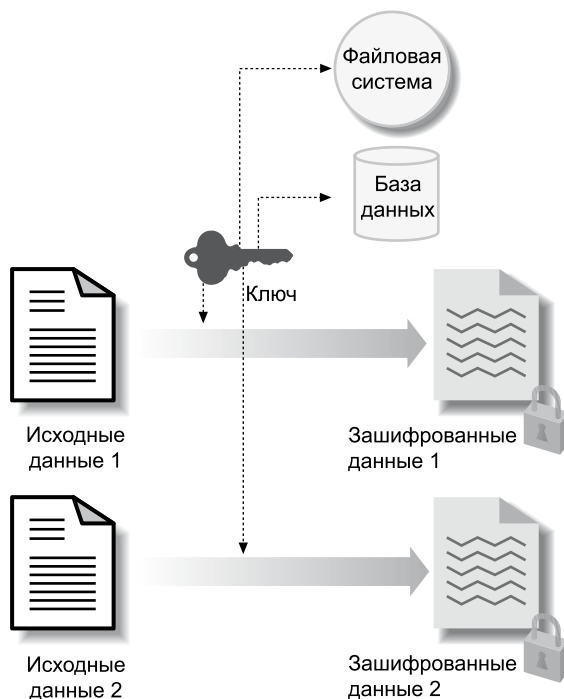 Файловая
система
База
данных
Ключ
Исходные
данные 1
Зашифрованные
данные 1
Исходные
данные 2
Зашифрованные
данные 2